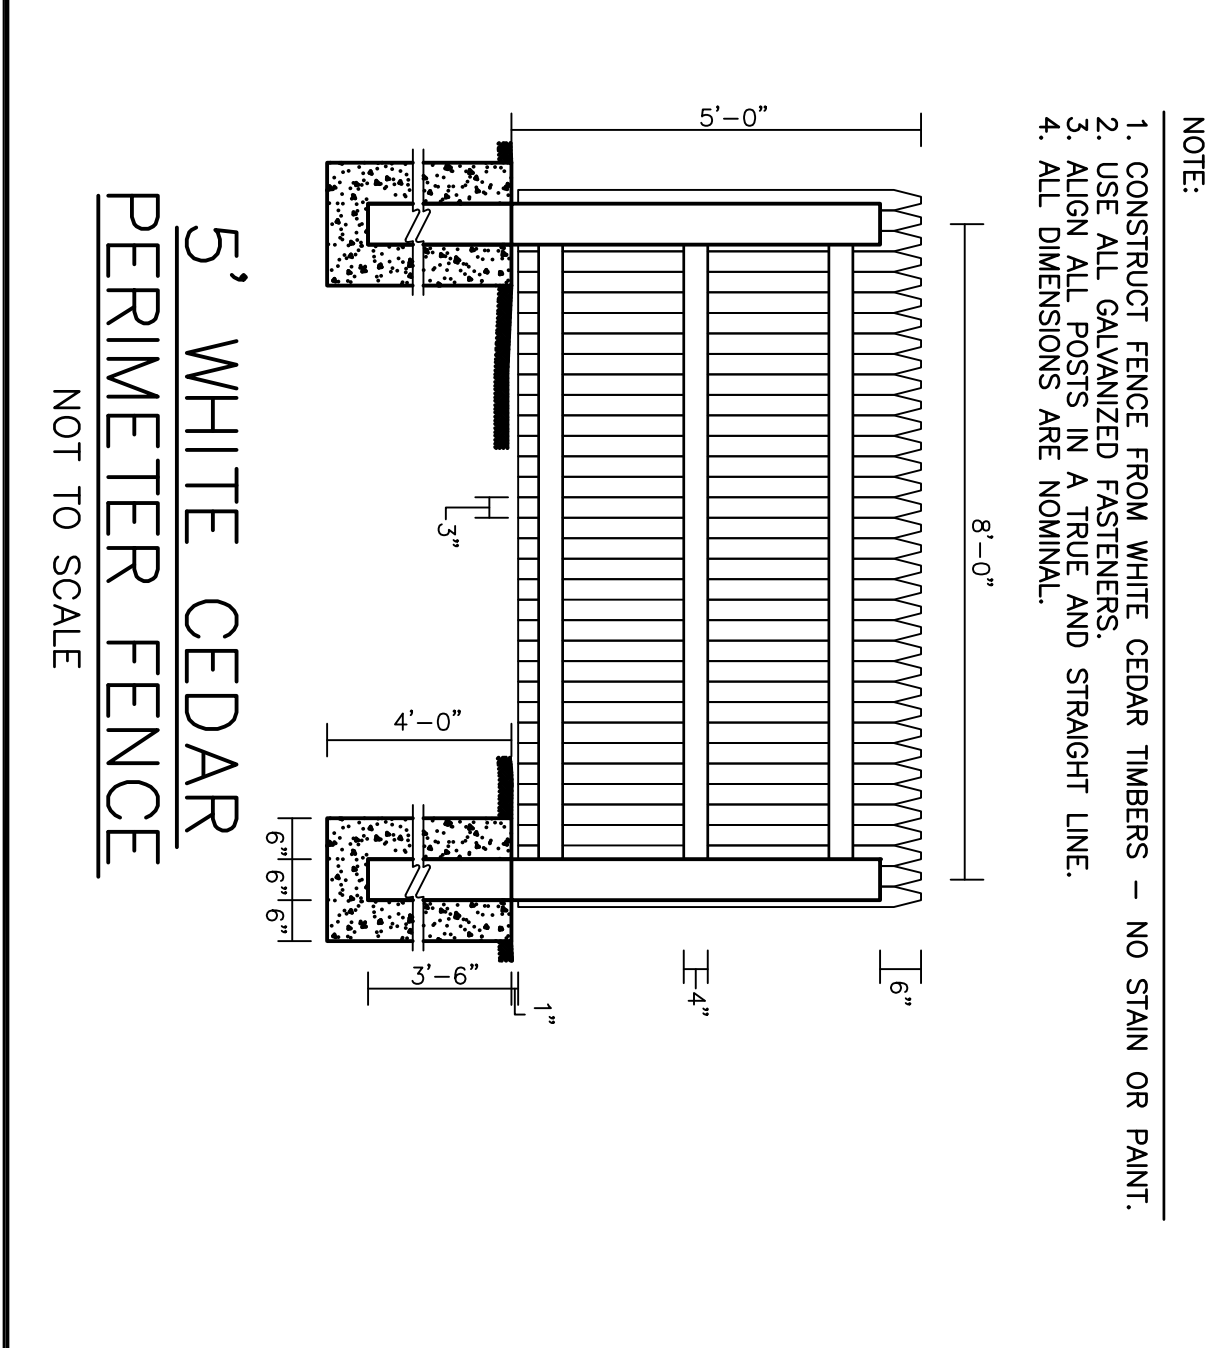 NOTE:
1. CONSTRUCT FENCE FROM WHITE CEDAR TIMBERS – NO STAIN OR PAINT.
2. USE ALL GALVANIZED FASTENERS.
3. ALIGN ALL POSTS IN A TRUE AND STRAIGHT LINE.
4. ALL DIMENSIONS ARE NOMINAL.
8'-0"
5'-0"
6"
4"
3"
1"
3'-6"
4'-0"
6"
6"
6"
5' WHITE CEDAR
PERIMETER FENCE
NOT TO SCALE